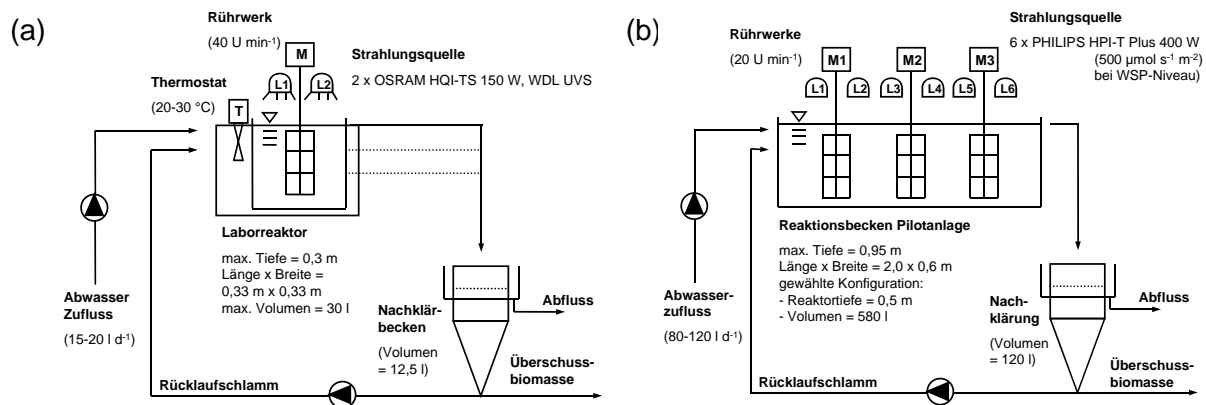 (a)
Rührwerk
(40 U min-1)
M
Strahlungsquelle
2 x OSRAM HQI-TS 150 W, WDL UVS
Thermostat
(20-30 °C)
L1
L2
T
Laborreaktor
max. Tiefe = 0,3 m
Länge x Breite =
0,33 m x 0,33 m
max. Volumen = 30 l
Abwasser
Zufluss
(15-20 l d-1)
Nachklär-
becken
(Volumen
= 12,5 l)
Abfluss
Rücklaufschlamm
Überschuss-
biomasse
(b)
Rührwerke
(20 U min-1)
M1
M2
M3
Strahlungsquelle
6 x PHILIPS HPI-T Plus 400 W
(500 µmol s-1 m-2)
bei WSP-Niveau)
L1
L2
L3
L4
L5
L6
Reaktionsbecken Pilotanlage
max. Tiefe = 0,95 m
Länge x Breite = 2,0 x 0,6 m
gewählte Konfiguration:
- Reaktortiefe = 0,5 m
- Volumen = 580 l
Abwasser-
zufluss
(80-120 l d-1)
Nach-
klärung
(Volumen
= 120 l)
Abfluss
Rücklaufschlamm
Überschuss-
biomasse